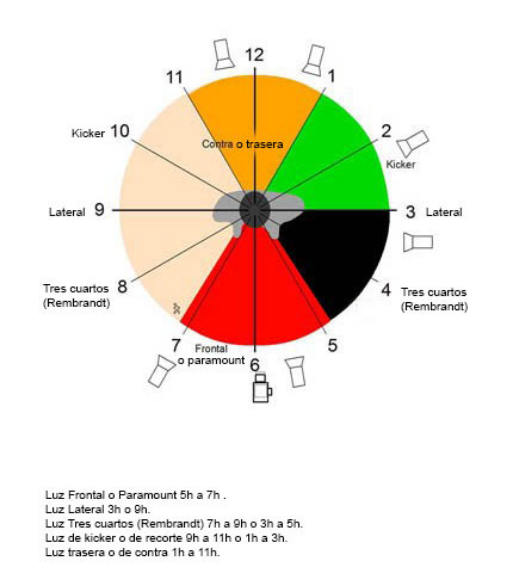 12
11
1
Kicker 10
2
Contra o trasera
Kicker
Lateral 9
3 Lateral
Tres cuartos 8
(Rembrandt)
4 Tres cuartos
(Rembrandt)
30º
7
5
Frontal
o paramount
6
Luz Frontal o Paramount 5h a 7h .
Luz Lateral 3h o 9h.
Luz Tres cuartos (Rembrandt) 7h a 9h o 3h a 5h.
Luz de kicker o de recorte 9h a 11h o 1h a 3h.
Luz trasera o de contra 1h a 11h.